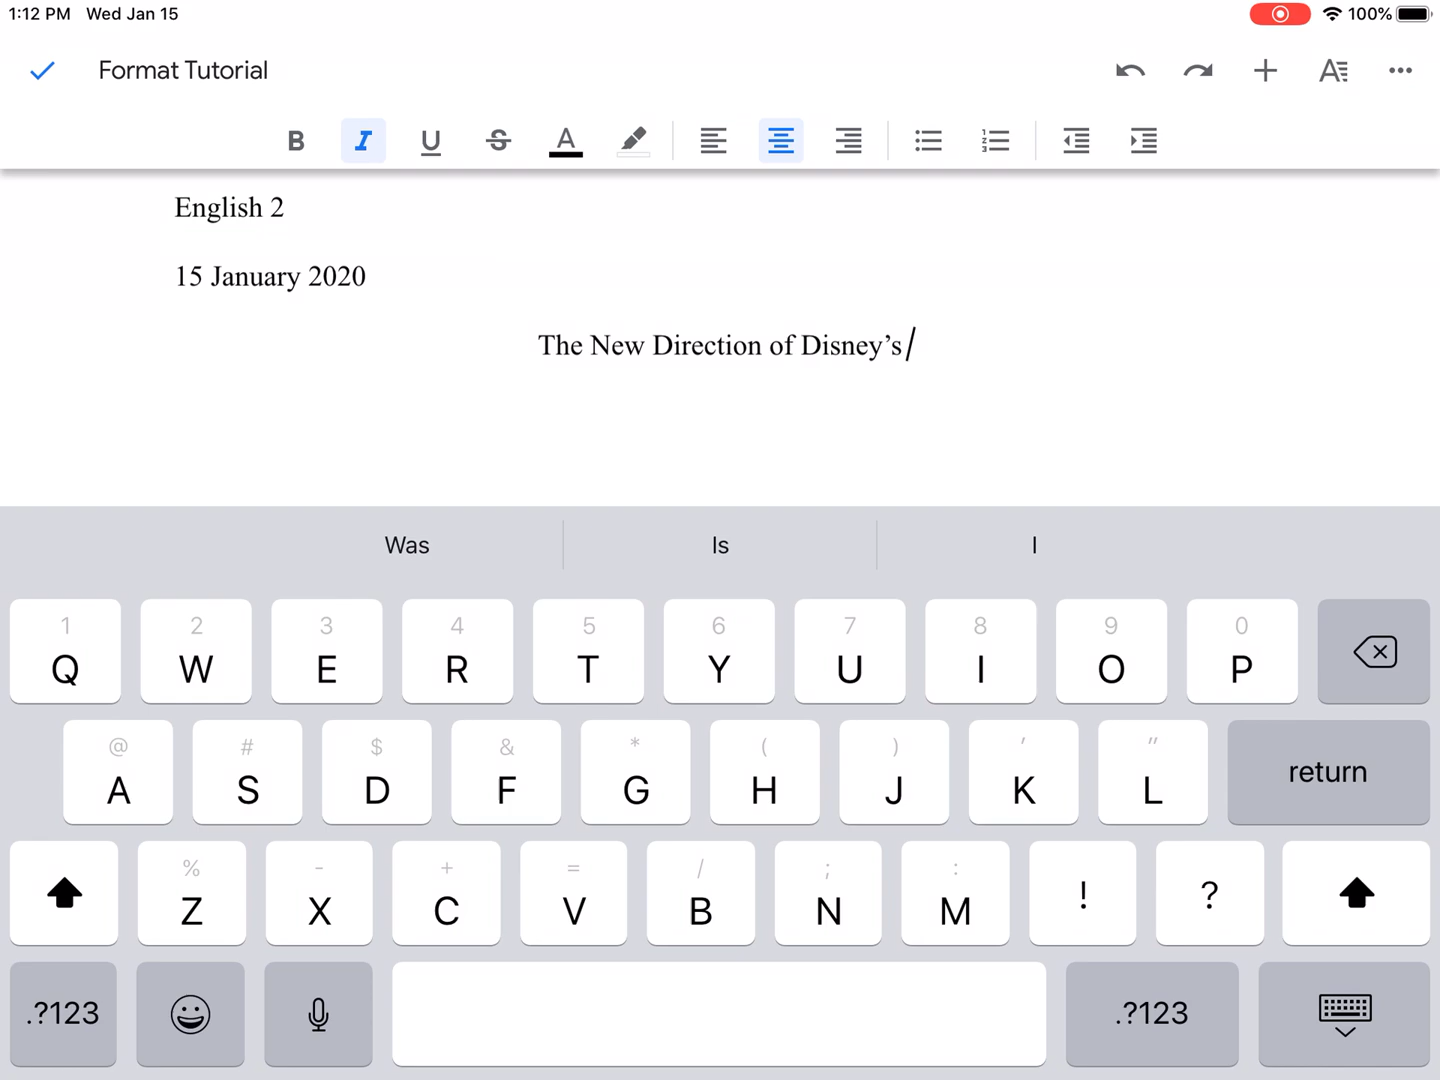 1:12 PM Wed Jan 15 100%
Format Tutorial
B I U S A
English 2
15 January 2020
The New Direction of Disney’s
Was Is I
1 2 3 4 5 6 7 8 9 0
Q W E R T Y U I O P
@ # $ & * ( ) ' "
A S D F G H J K L return
% - + = / ; :
Z X C V B N M ! ?
.?123 .?123